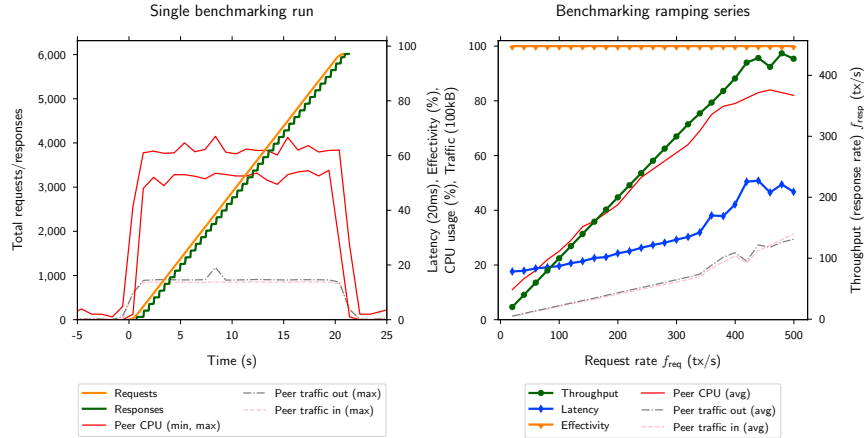 Single benchmarking run
Benchmarking ramping series
6,000
5,000
4,000
3,000
2,000
1,000
0
Total requests/responses
100
80
60
40
20
0
-5
0
5
10
15
20
25
Time (s)
Requests
Responses
Peer CPU (min, max)
Peer traffic out (max)
Peer traffic in (max)
Latency (20ms), Effectivity (%),
CPU usage (%), Traffic (100kB)
100
80
60
40
20
0
0
100
200
300
400
500
Request rate f_req (tx/s)
400
300
200
100
0
Throughput (response rate) f_resp (tx/s)
Throughput
Latency
Effectivity
Peer CPU (avg)
Peer traffic out (avg)
Peer traffic in (avg)